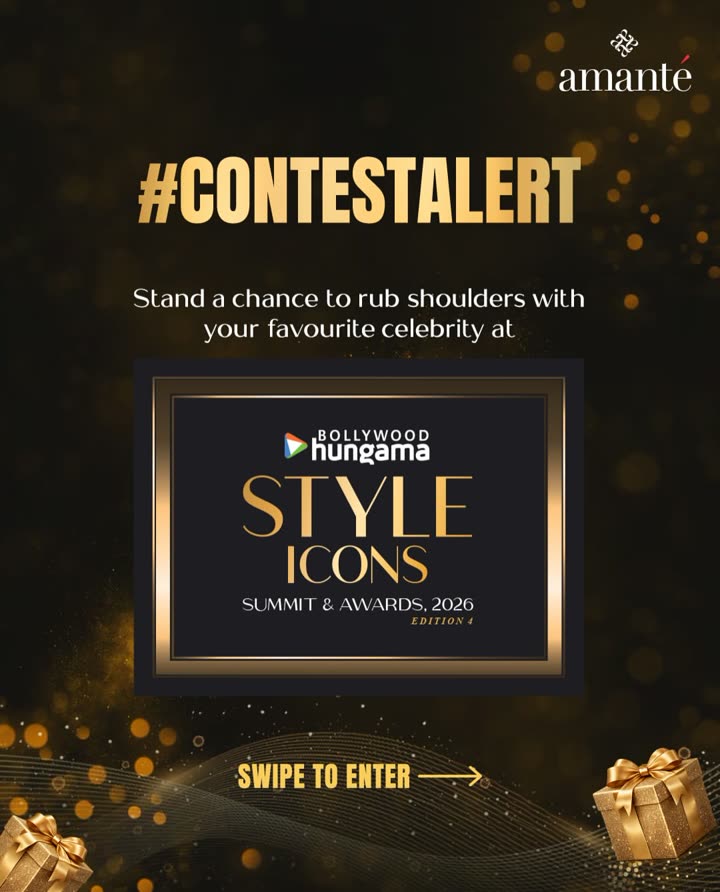 amanté
#CONTESTALERT
Stand a chance to rub shoulders with
your favourite celebrity at
BOLLYWOOD
hungama
STYLE
ICONS
SUMMIT & AWARDS, 2026
EDITION 4
SWIPE TO ENTER